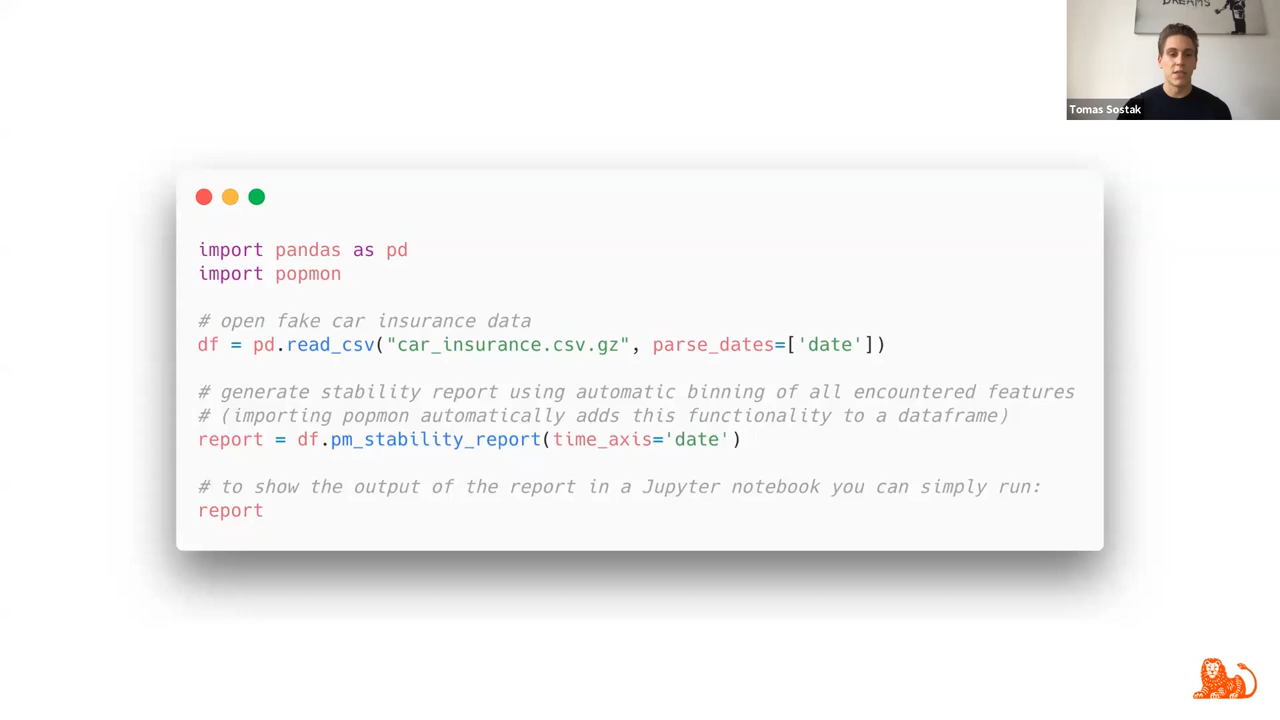 DREAMS
Tomas Sostak
import pandas as pd
import popmon
# open fake car insurance data
df = pd.read_csv("car_insurance.csv.gz", parse_dates=['date'])
# generate stability report using automatic binning of all encountered features
# (importing popmon automatically adds this functionality to a dataframe)
report = df.pm_stability_report(time_axis='date')
# to show the output of the report in a Jupyter notebook you can simply run:
report